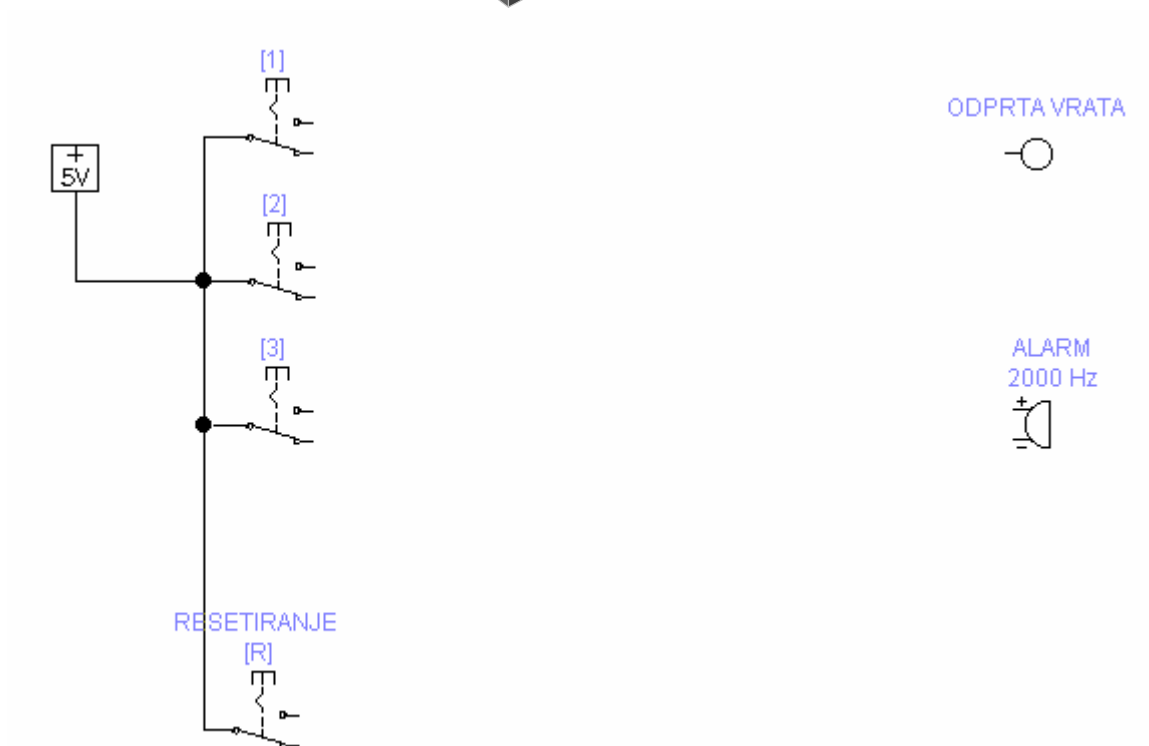 [1]
ODPRTA VRATA
+
5V
[2]
[3]
ALARM
2000 Hz
+
RESETIRANJE
[R]